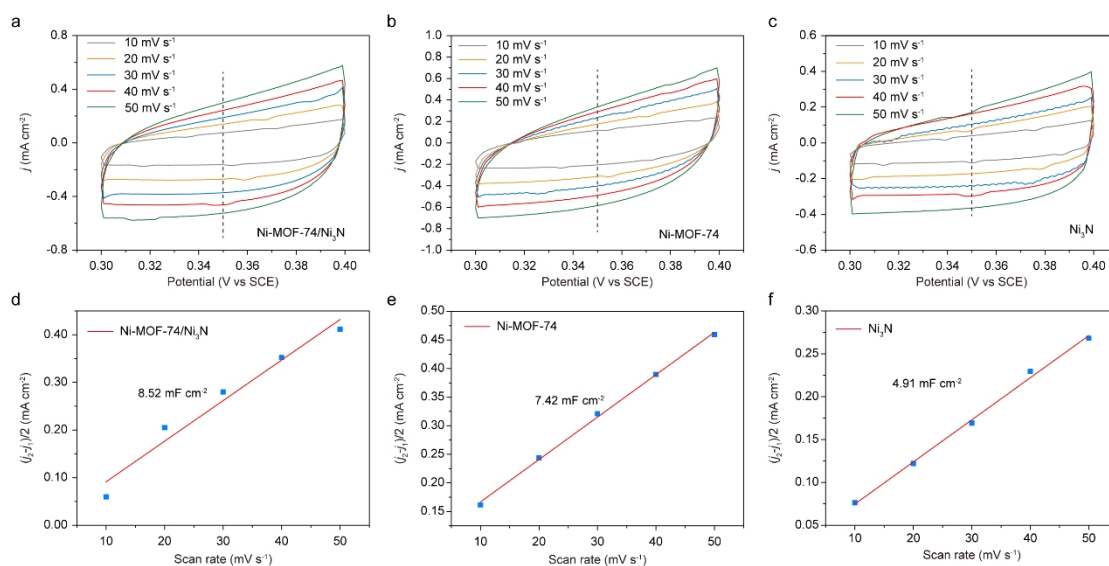 a
0.8
0.4
0.0
-0.4
-0.8
j (mA cm⁻²)
10 mV s⁻¹
20 mV s⁻¹
30 mV s⁻¹
40 mV s⁻¹
50 mV s⁻¹
Ni-MOF-74/Ni₃N
0.30 0.32 0.34 0.36 0.38 0.40
Potential (V vs SCE)
b
1.0
0.8
0.6
0.4
0.2
0.0
-0.2
-0.4
-0.6
-0.8
-1.0
j (mA cm⁻²)
10 mV s⁻¹
20 mV s⁻¹
30 mV s⁻¹
40 mV s⁻¹
50 mV s⁻¹
Ni-MOF-74
0.30 0.32 0.34 0.36 0.38 0.40
Potential (V vs SCE)
c
0.6
0.4
0.2
0.0
-0.2
-0.4
-0.6
j (mA cm⁻²)
10 mV s⁻¹
20 mV s⁻¹
30 mV s⁻¹
40 mV s⁻¹
50 mV s⁻¹
Ni₃N
0.30 0.32 0.34 0.36 0.38 0.40
Potential (V vs SCE)
d
0.40
0.30
0.20
0.10
0.00
(j₂-j₁)/2 (mA cm⁻²)
Ni-MOF-74/Ni₃N
8.52 mF cm⁻²
10 20 30 40 50
Scan rate (mV s⁻¹)
e
0.50
0.45
0.40
0.35
0.30
0.25
0.20
0.15
(j₂-j₁)/2 (mA cm⁻²)
Ni-MOF-74
7.42 mF cm⁻²
10 20 30 40 50
Scan rate (mV s⁻¹)
f
0.30
0.25
0.20
0.15
0.10
0.05
(j₂-j₁)/2 (mA cm⁻²)
Ni₃N
4.91 mF cm⁻²
10 20 30 40 50
Scan rate (mV s⁻¹)